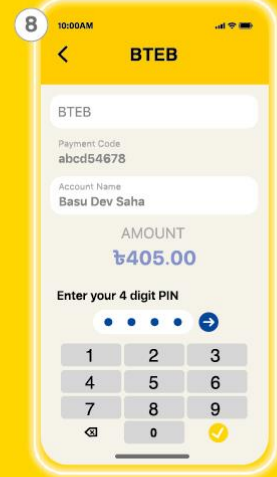 8
10:00AM
BTEB
BTEB
Payment Code
abcd54678
Account Name
Basu Dev Saha
AMOUNT
৳405.00
Enter your 4 digit PIN
1 2 3
4 5 6
7 8 9
0